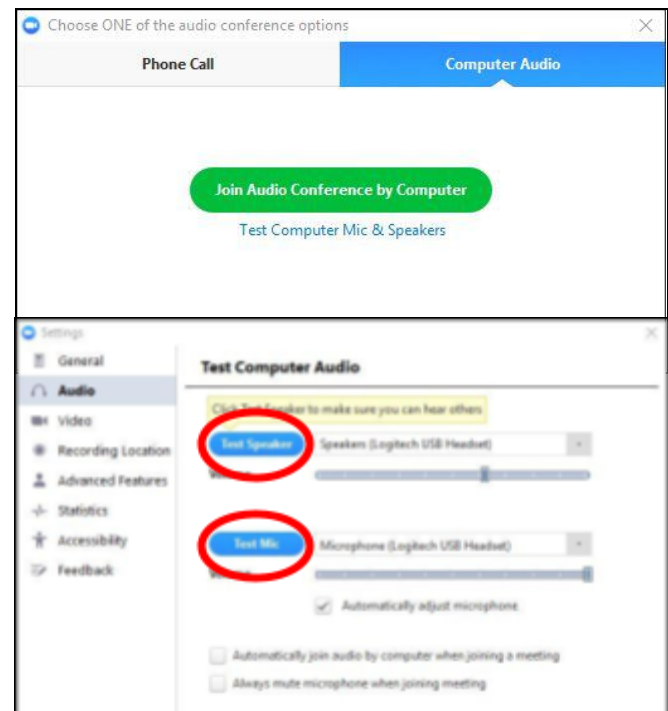 Choose ONE of the audio conference options
Phone Call
Computer Audio
Join Audio Conference by Computer
Test Computer Mic & Speakers
Settings
General
Audio
Video
Recording Location
Advanced Features
Statistics
Accessibility
Feedback
Test Computer Audio
Click Test Speaker to make sure you can hear others
Test Speaker
Speakers (Logitech USB Headset)
Test Mic
Microphone (Logitech USB Headset)
Automatically adjust microphone
Automatically join audio by computer when joining a meeting
Always mute microphone when joining meeting